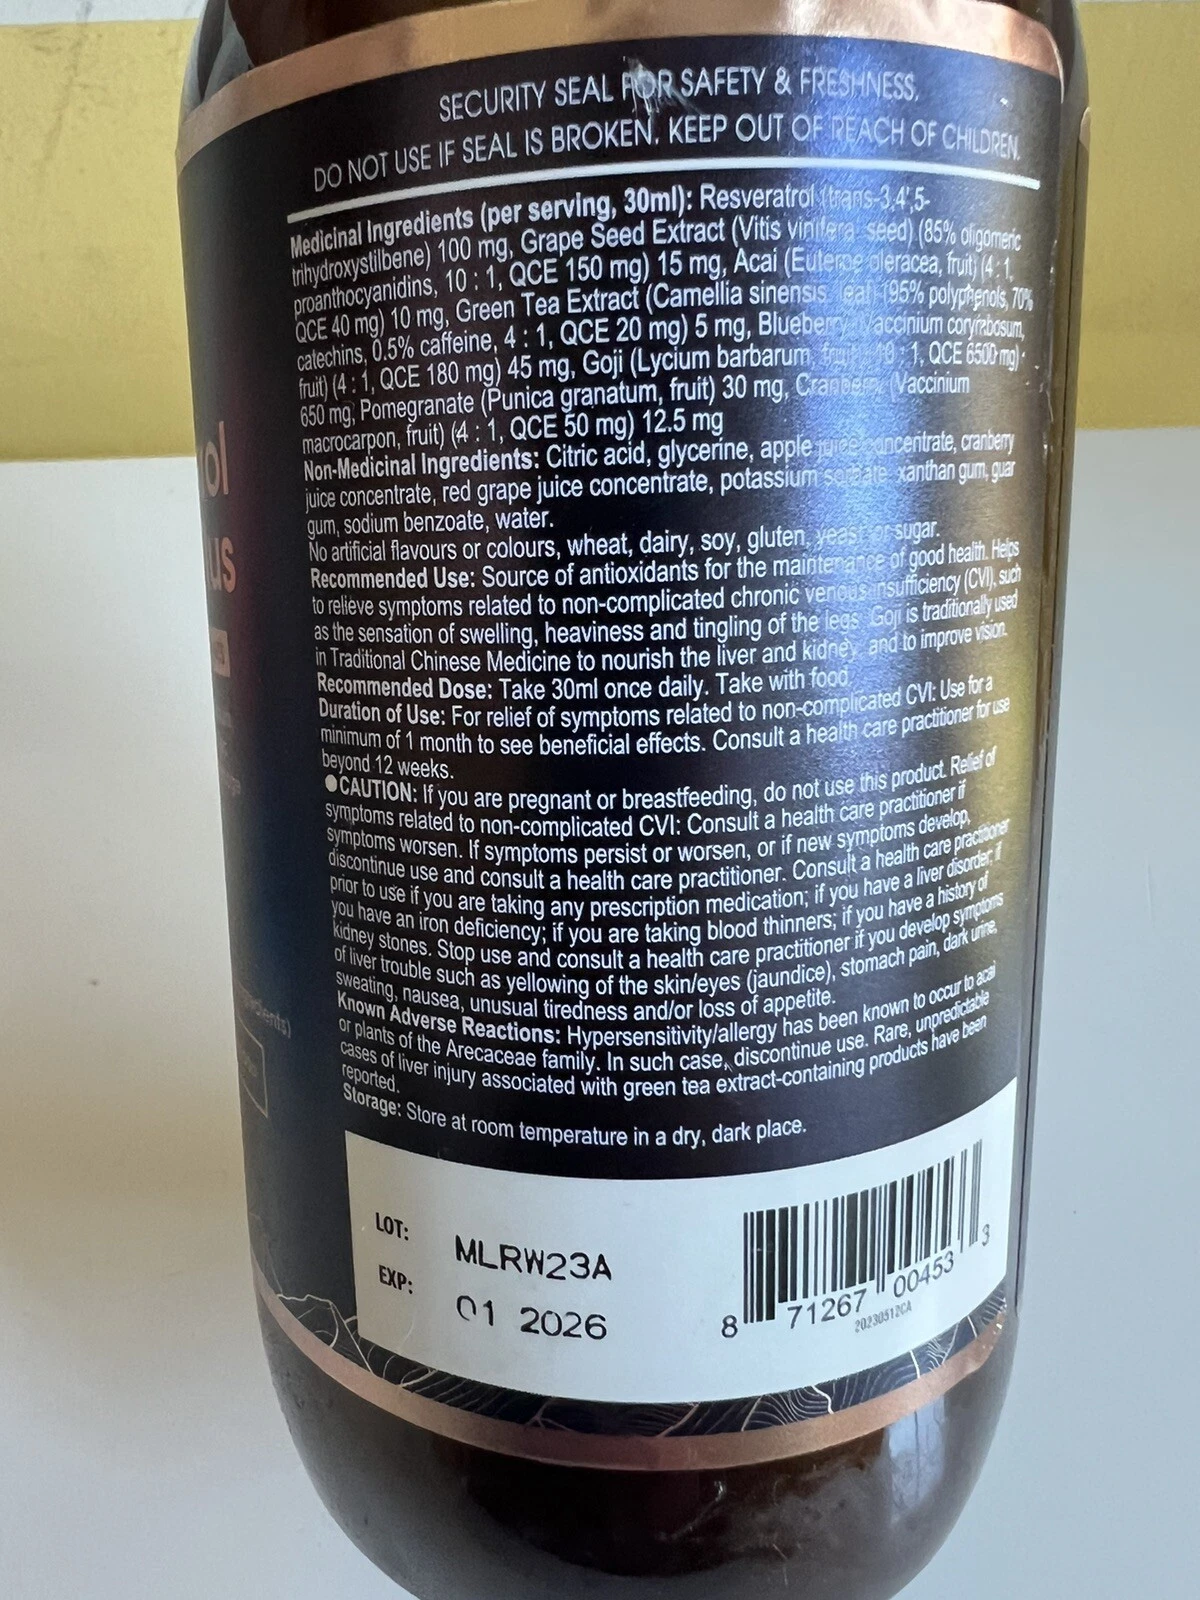 SECURITY SEAL FOR SAFETY & FRESHNESS.
DO NOT USE IF SEAL IS BROKEN. KEEP OUT OF REACH OF CHILDREN.
Medicinal Ingredients (per serving, 30ml): Resveratrol (trans-3,4',5-
trihydroxystilbene) 100 mg, Grape Seed Extract (Vitis vinifera, seed) (85% oligomeric
proanthocyanidins, 10 : 1, QCE 150 mg) 15 mg, Acai (Euterpe oleracea, fruit) (4 : 1,
QCE 40 mg) 10 mg, Green Tea Extract (Camellia sinensis, leaf) (95% polyphenols, 70%
catechins, 0.5% caffeine, 4 : 1, QCE 20 mg) 5 mg, Blueberry (Vaccinium corymbosum,
fruit) (4 : 1, QCE 180 mg) 45 mg, Goji (Lycium barbarum, fruit) (10 : 1, QCE 6500 mg)
650 mg, Pomegranate (Punica granatum, fruit) 30 mg, Cranberry (Vaccinium
macrocarpon, fruit) (4 : 1, QCE 50 mg) 12.5 mg
Non-Medicinal Ingredients: Citric acid, glycerine, apple juice concentrate, cranberry
juice concentrate, red grape juice concentrate, potassium sorbate, xanthan gum, guar
gum, sodium benzoate, water.
No artificial flavours or colours, wheat, dairy, soy, gluten, yeast or sugar.
Recommended Use: Source of antioxidants for the maintenance of good health. Helps
to relieve symptoms related to non-complicated chronic venous insufficiency (CVI), such
as the sensation of swelling, heaviness and tingling of the legs. Goji is traditionally used
in Traditional Chinese Medicine to nourish the liver and kidney, and to improve vision.
Recommended Dose: Take 30ml once daily. Take with food.
Duration of Use: For relief of symptoms related to non-complicated CVI: Use for a
minimum of 1 month to see beneficial effects. Consult a health care practitioner for use
beyond 12 weeks.
●CAUTION: If you are pregnant or breastfeeding, do not use this product. Relief of
symptoms related to non-complicated CVI: Consult a health care practitioner if
symptoms worsen. If symptoms persist or worsen, or if new symptoms develop,
discontinue use and consult a health care practitioner. Consult a health care practitioner
prior to use if you are taking any prescription medication; if you have a liver disorder; if
you have an iron deficiency; if you are taking blood thinners; if you have a history of
kidney stones. Stop use and consult a health care practitioner if you develop symptoms
of liver trouble such as yellowing of the skin/eyes (jaundice), stomach pain, dark urine,
sweating, nausea, unusual tiredness and/or loss of appetite.
Known Adverse Reactions: Hypersensitivity/allergy has been known to occur to acai
or plants of the Arecaceae family. In such case, discontinue use. Rare, unpredictable
cases of liver injury associated with green tea extract-containing products have been
reported.
Storage: Store at room temperature in a dry, dark place.
LOT: MLRW23A
EXP: 01 2026
8 71267 00453 3
20230512CA